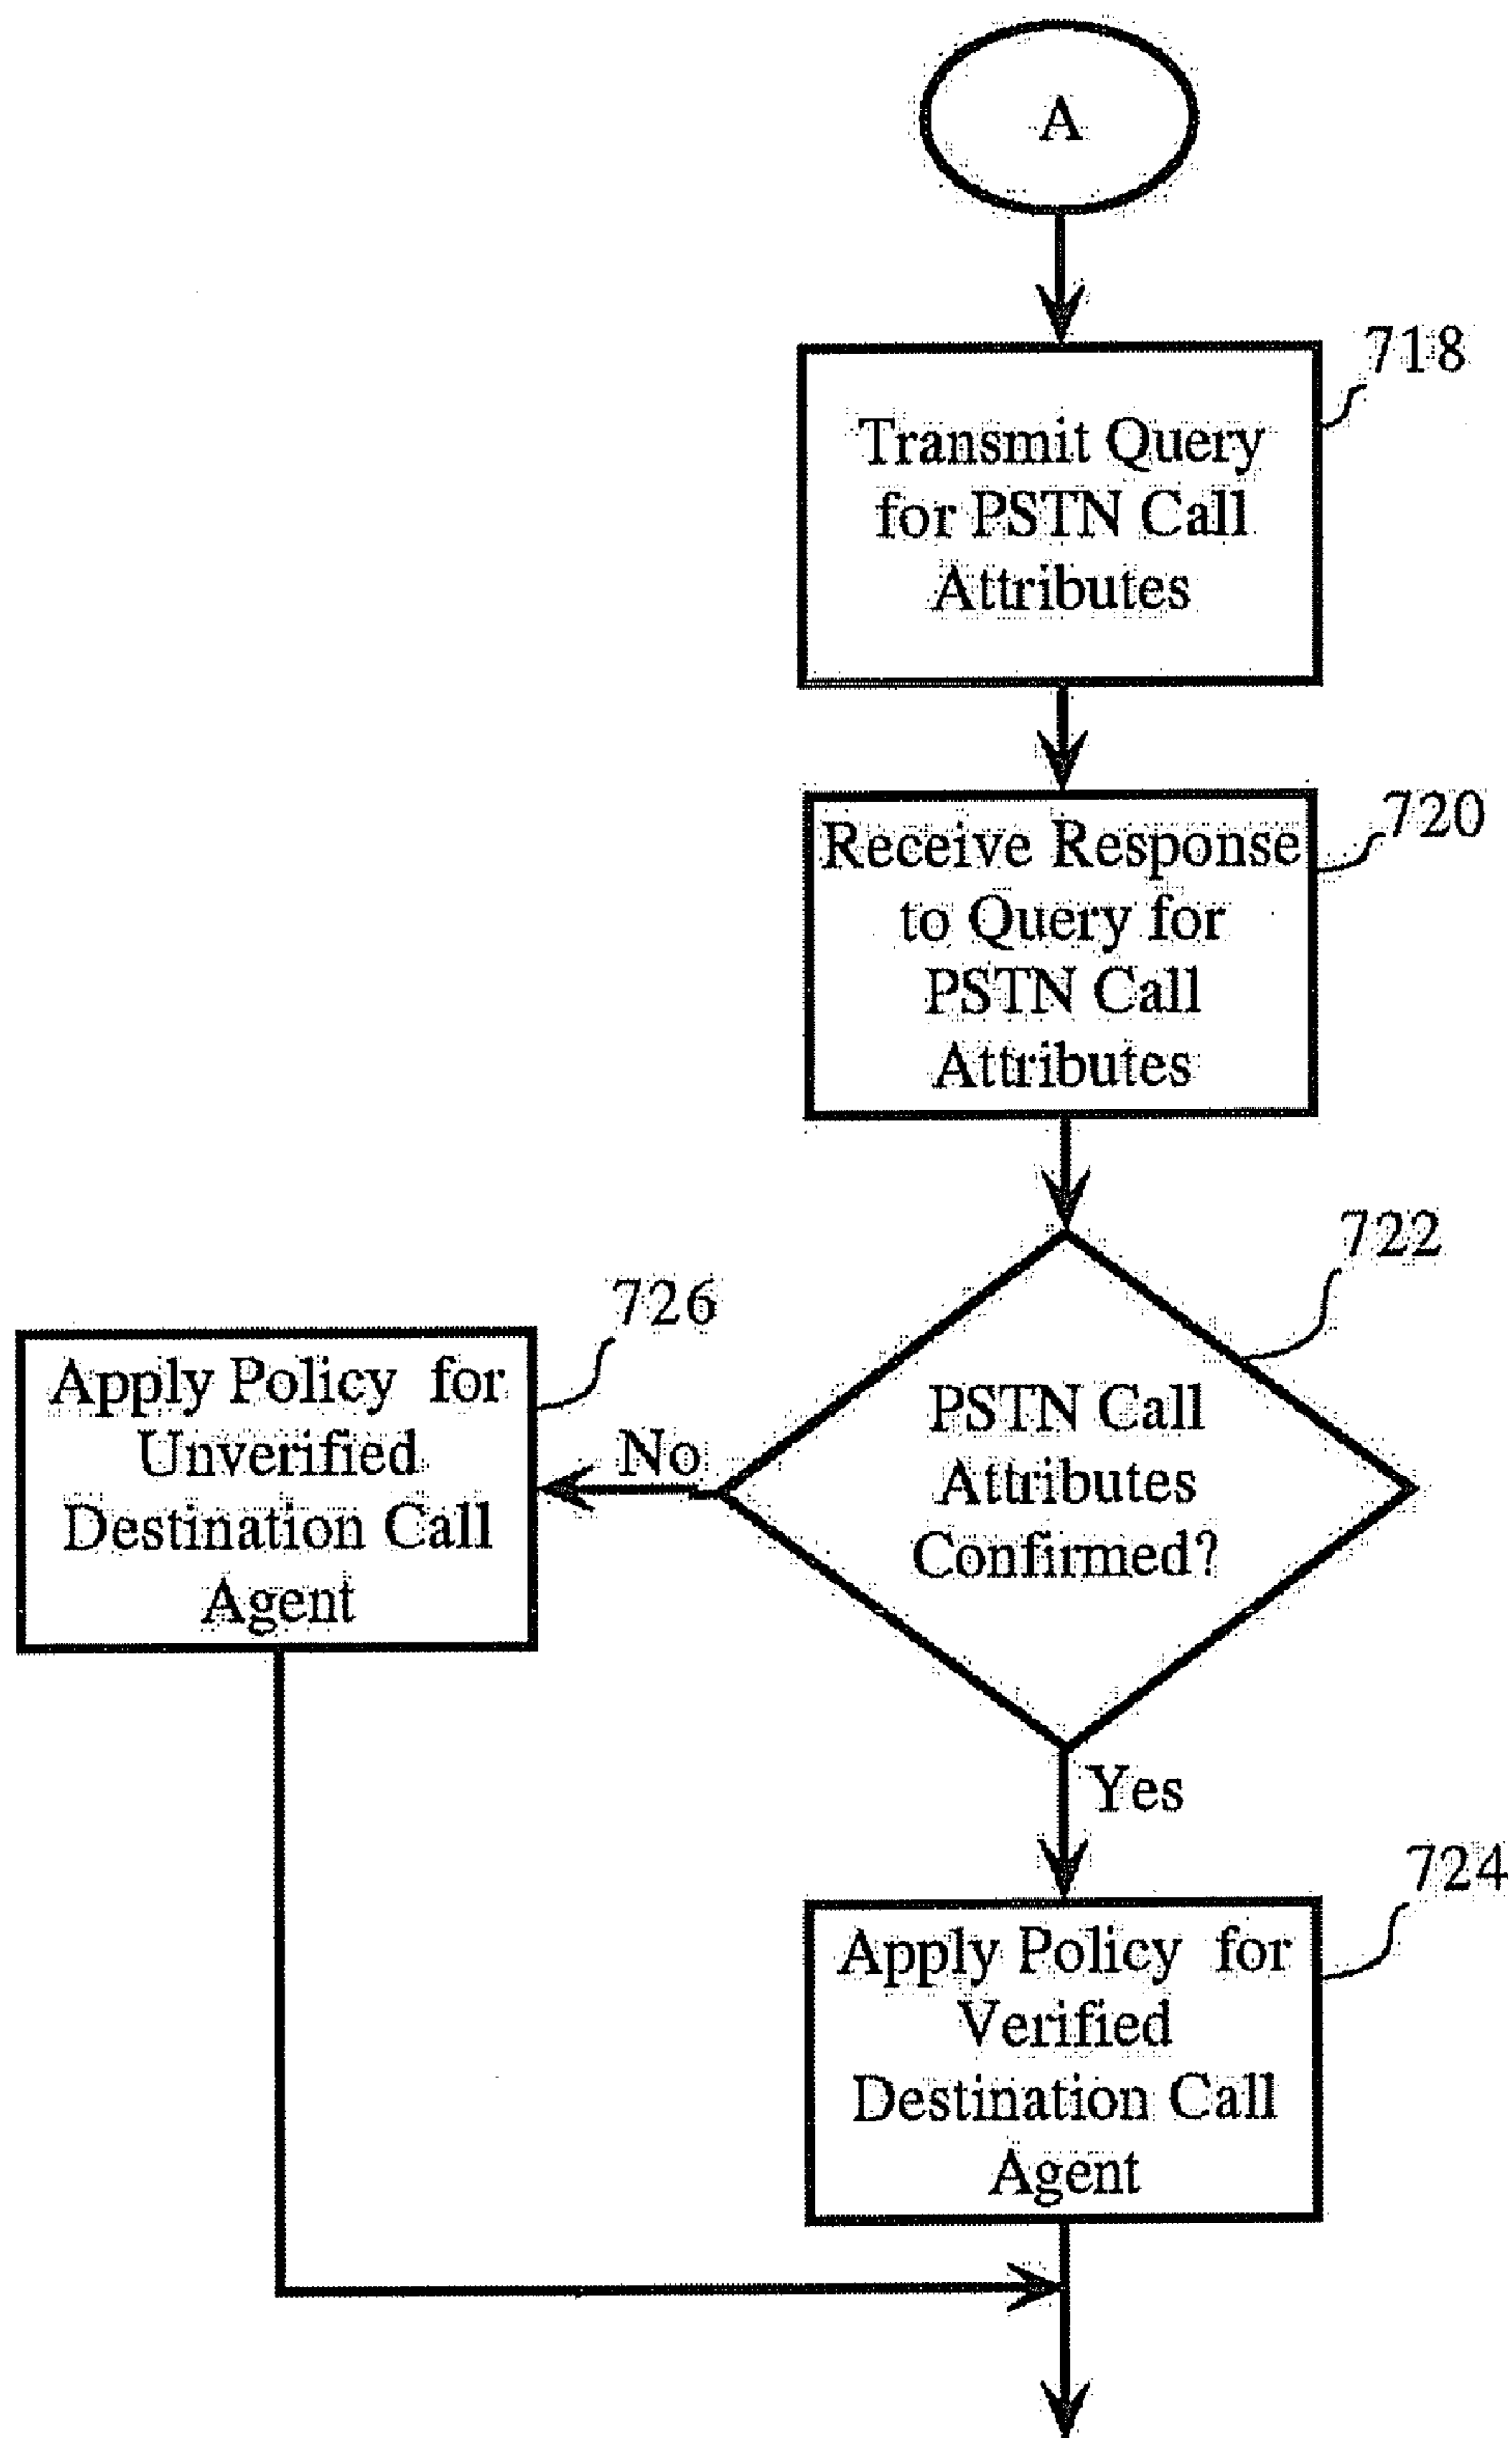 A
718
Transmit Query
for PSTN Call
Attributes
720
Receive Response
to Query for
PSTN Call
Attributes
722
PSTN Call
Attributes
Confirmed?
No
726
Apply Policy for
Unverified
Destination Call
Agent
Yes
724
Apply Policy for
Verified
Destination Call
Agent